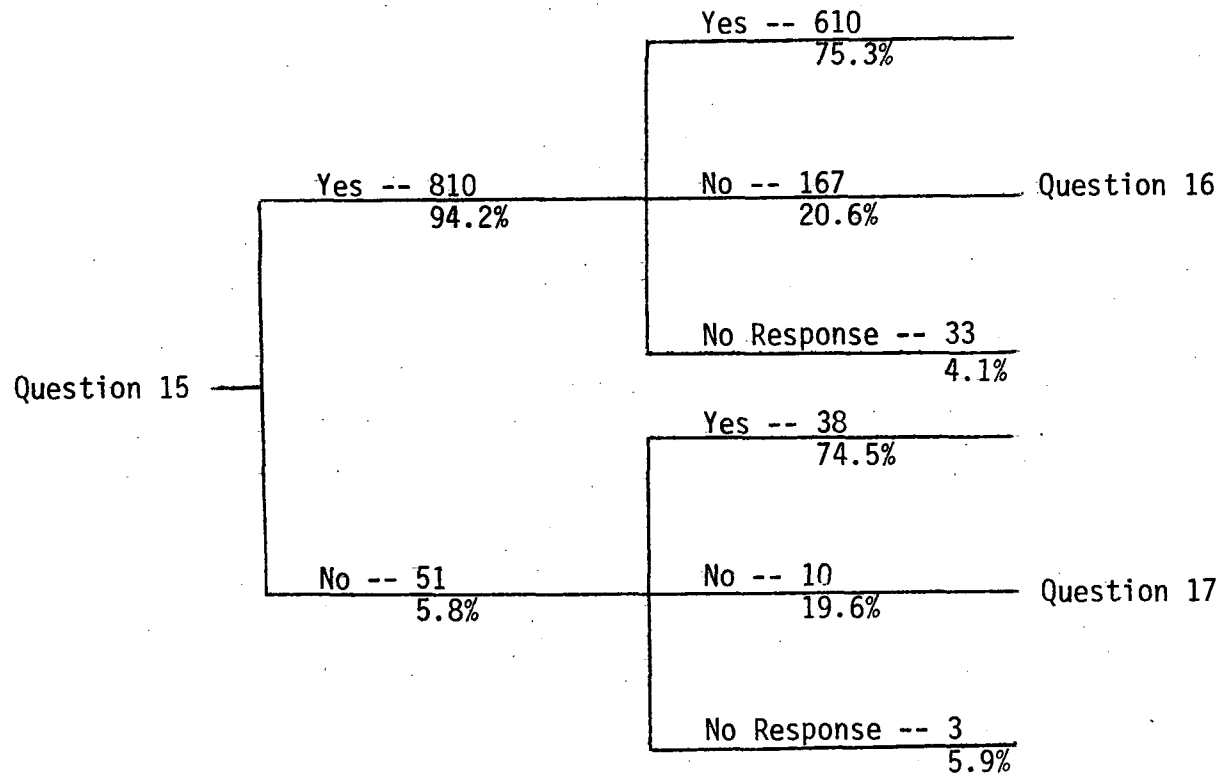 Yes -- 610
75.3%
Yes -- 810
94.2%
No -- 167
20.6%
Question 16
No Response -- 33
4.1%
Question 15
Yes -- 38
74.5%
No -- 51
5.8%
No -- 10
19.6%
Question 17
No Response -- 3
5.9%